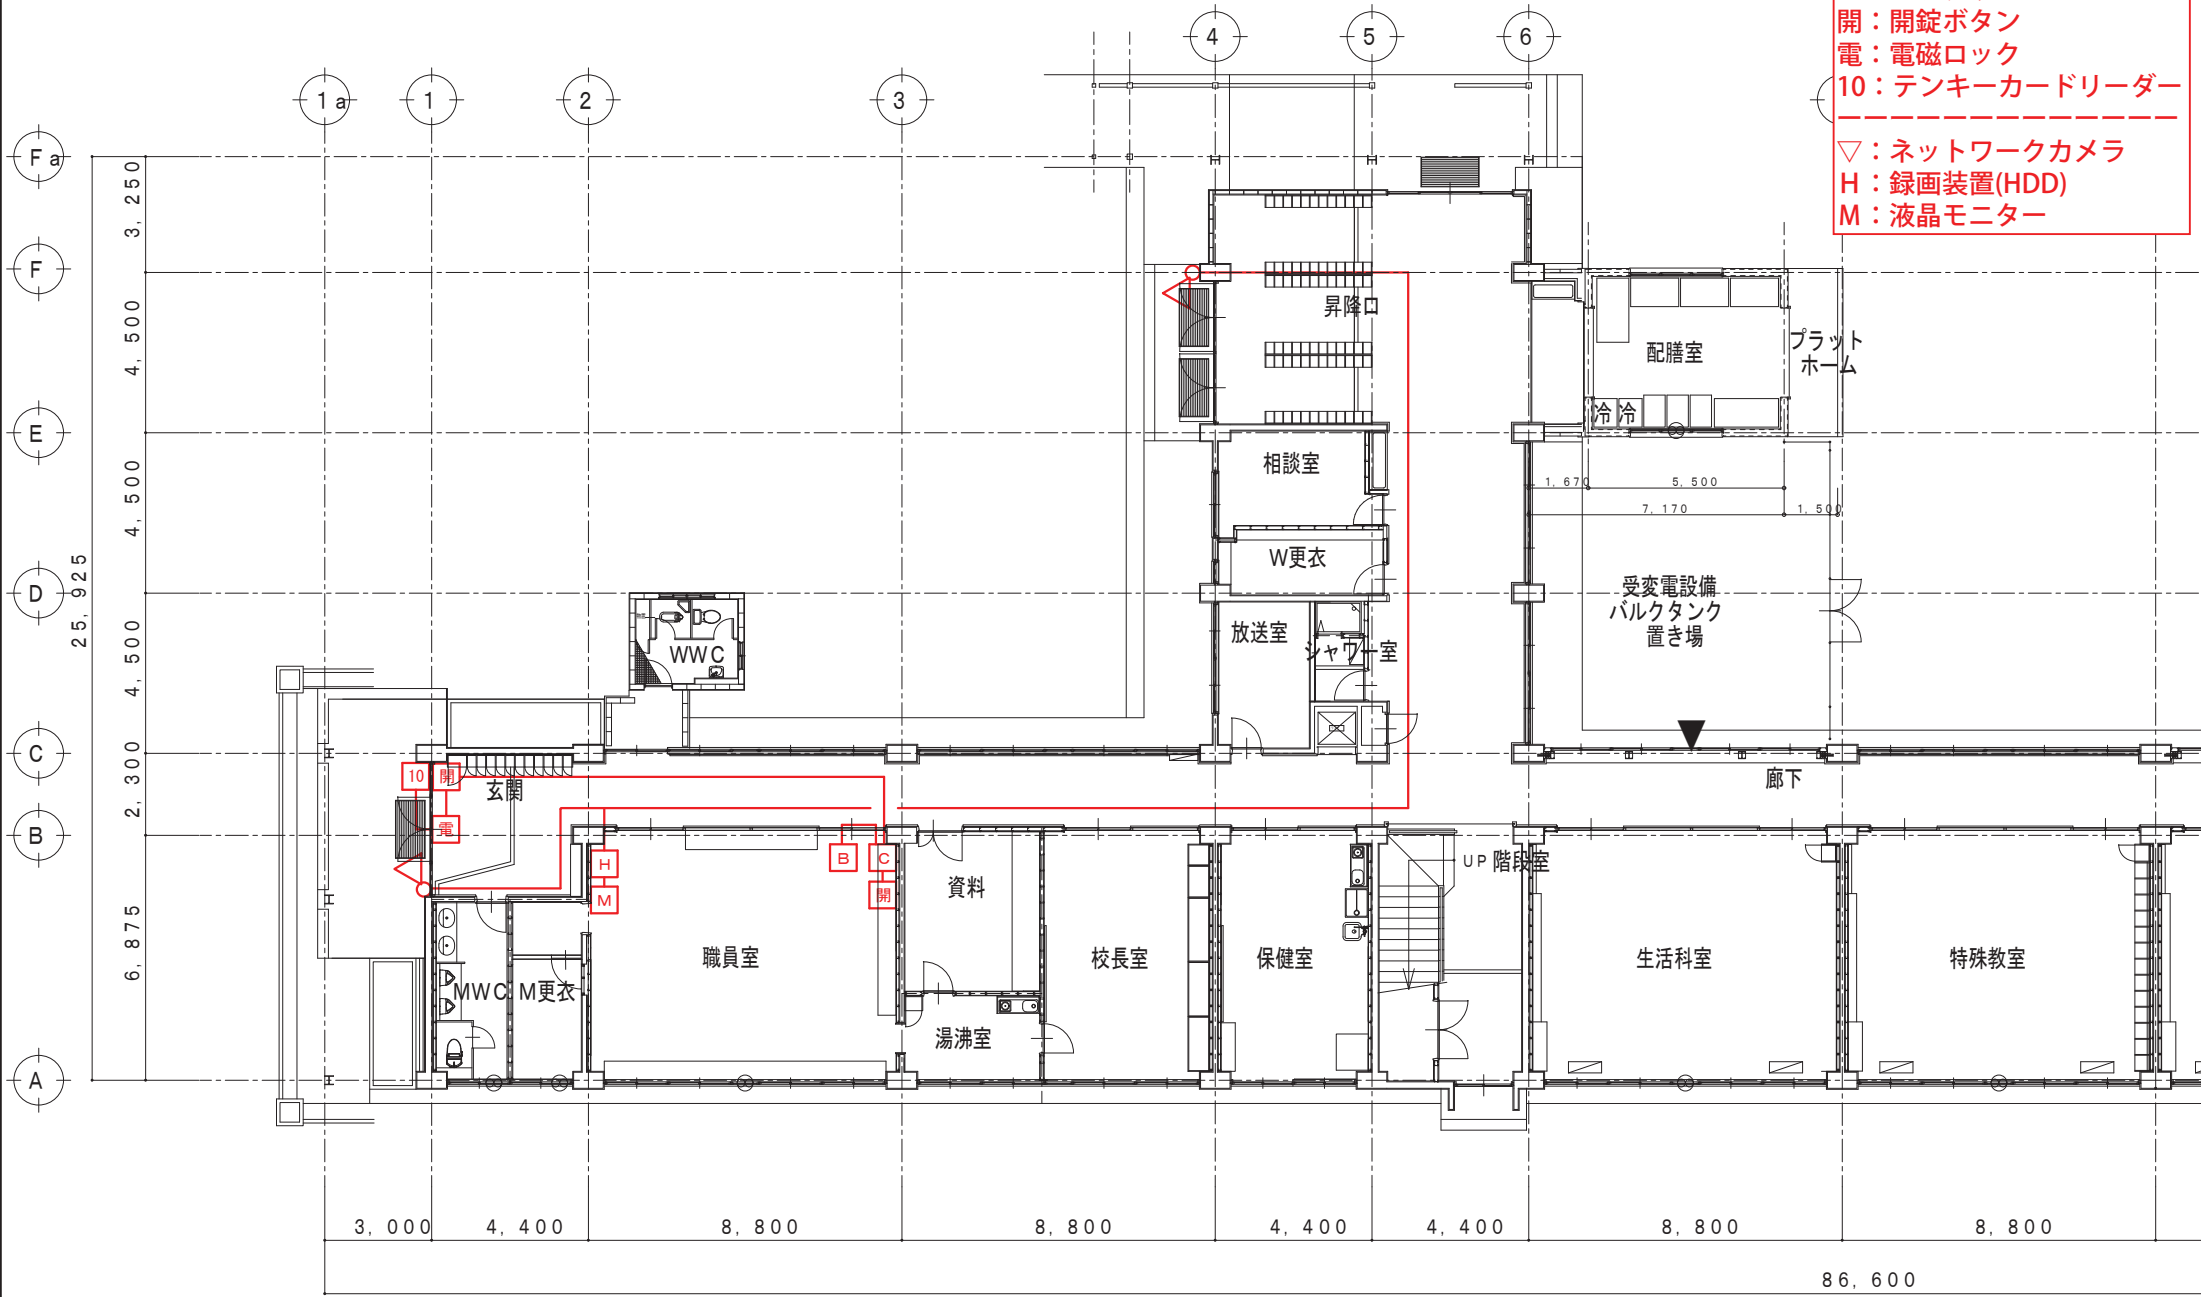 開：開錠ボタン
電：電磁ロック
10：テンキーカードリーダー
▽：ネットワークカメラ
H：録画装置(HDD)
M：液晶モニター
4
5
6
1a
1
2
3
Fa
F
E
D
C
B
A
3,250
4,500
4,500
4,500
2,300
6,875
25,925
昇降口
配膳室
プラット
ホーム
冷 冷
相談室
1,670
5,500
7,170
1,500
W更衣
受変電設備
バルクタンク
置き場
放送室
シャワー室
WWC
10
開
電
玄関
廊下
H
M
B
C
開
資料
UP 階段室
職員室
校長室
保健室
生活科室
特殊教室
MWC
M更衣
湯沸室
3,000
4,400
8,800
8,800
4,400
4,400
8,800
8,800
86,600